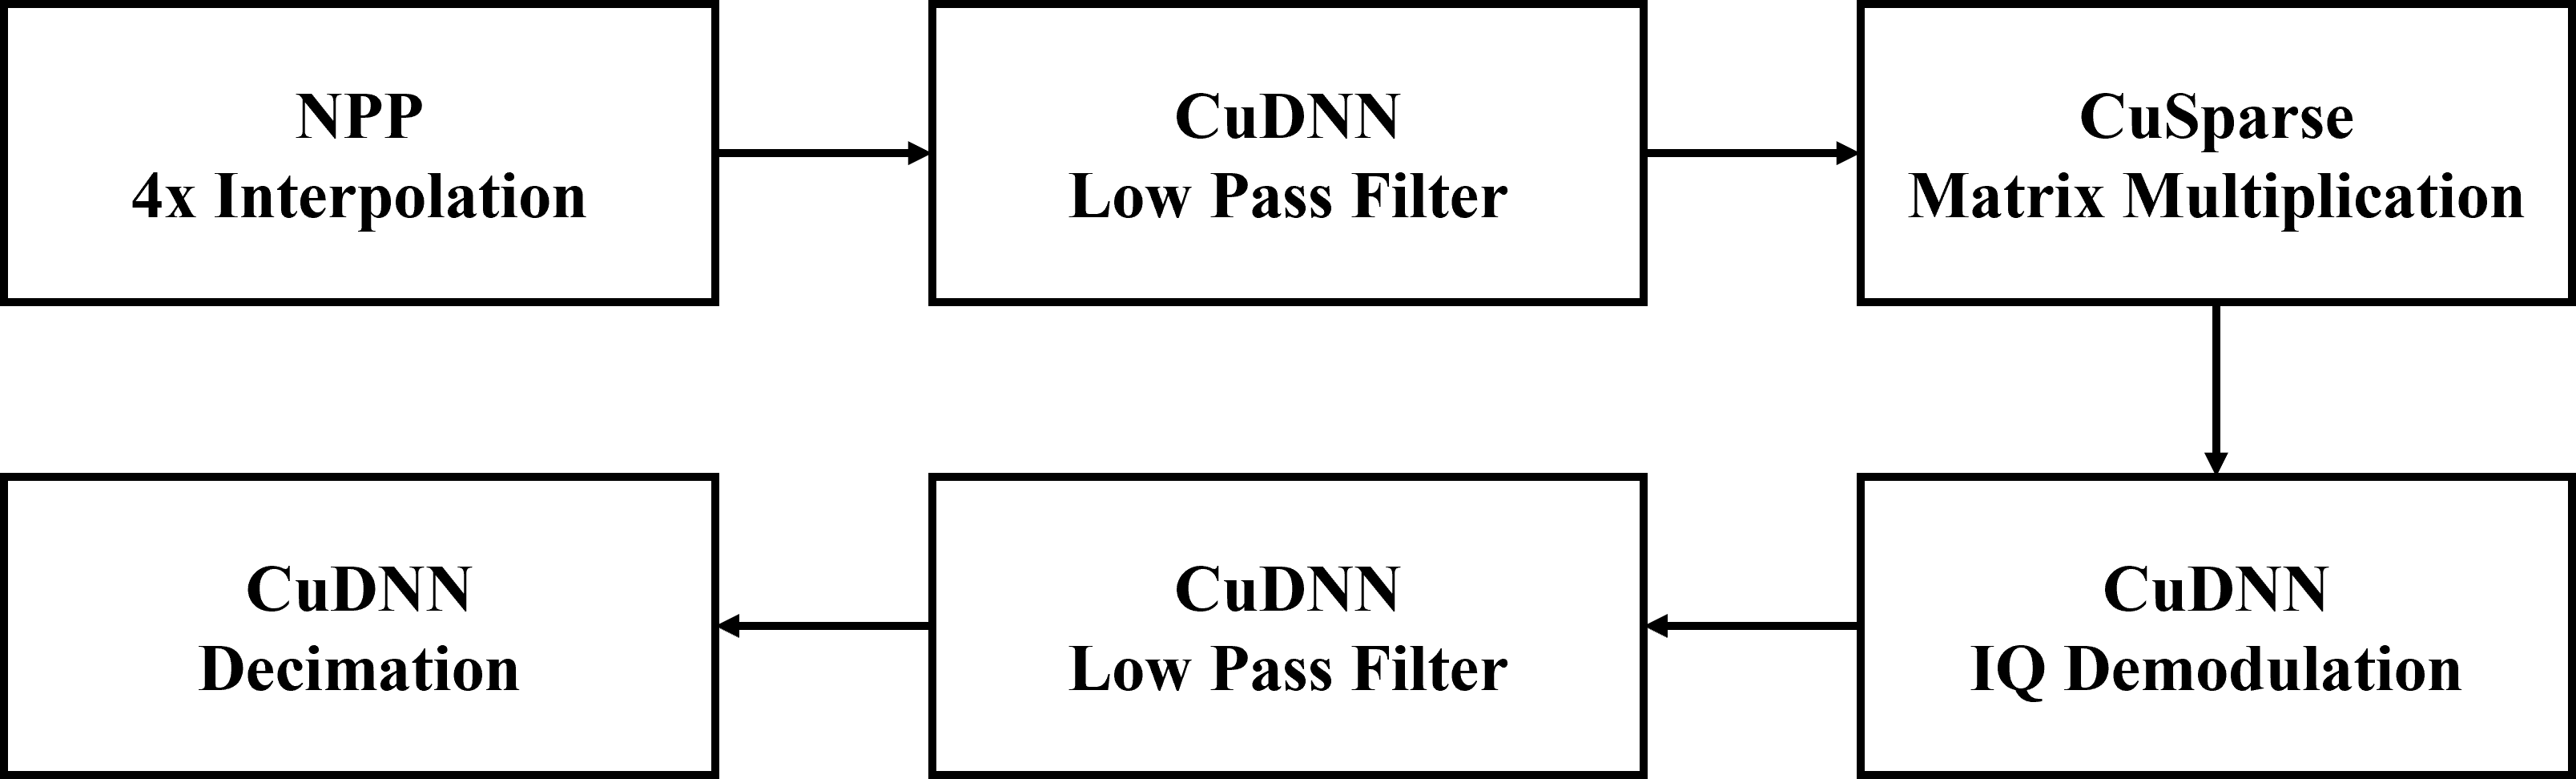 NPP
4x Interpolation
CuDNN
Low Pass Filter
CuSparse
Matrix Multiplication
CuDNN
IQ Demodulation
CuDNN
Low Pass Filter
CuDNN
Decimation